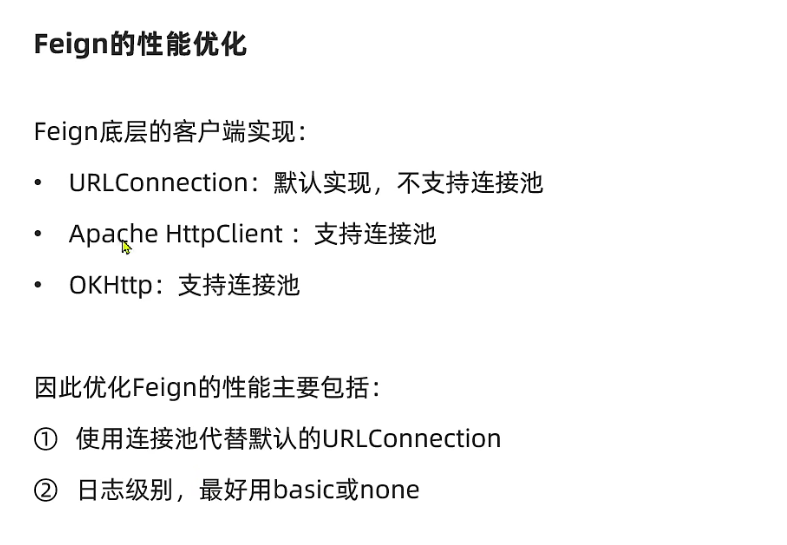 Feign的性能优化
Feign底层的客户端实现：
• URLConnection：默认实现，不支持连接池
• Apache HttpClient ：支持连接池
• OKHttp：支持连接池
因此优化Feign的性能主要包括：
① 使用连接池代替默认的URLConnection
② 日志级别，最好用basic或none